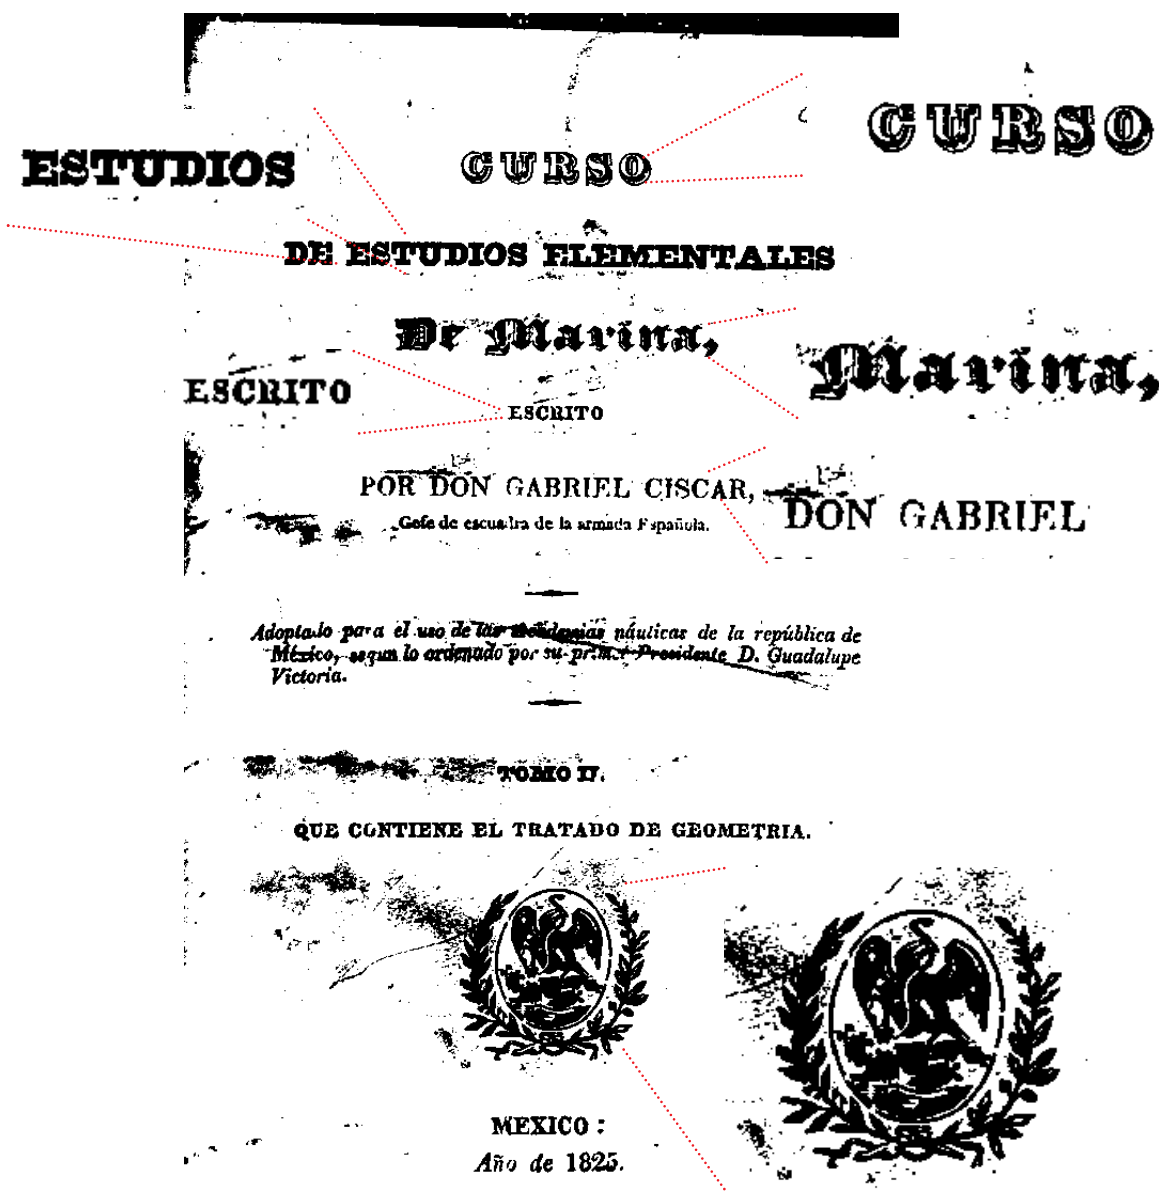 CURSO
CURSO
ESTUDIOS
DE ESTUDIOS ELEMENTALES
De Marina,
Marina,
ESCRITO
ESCRITO
POR DON GABRIEL CISCAR,
DON GABRIEL
Gefe de escuadra de la armada Española.
Adoptado para el uso de las Academias náuticas de la república de
México, segun lo ordenado por su primer Presidente D. Guadalupe
Victoria.
TOMO II.
QUE CONTIENE EL TRATADO DE GEOMETRIA.
MEXICO:
Año de 1825.